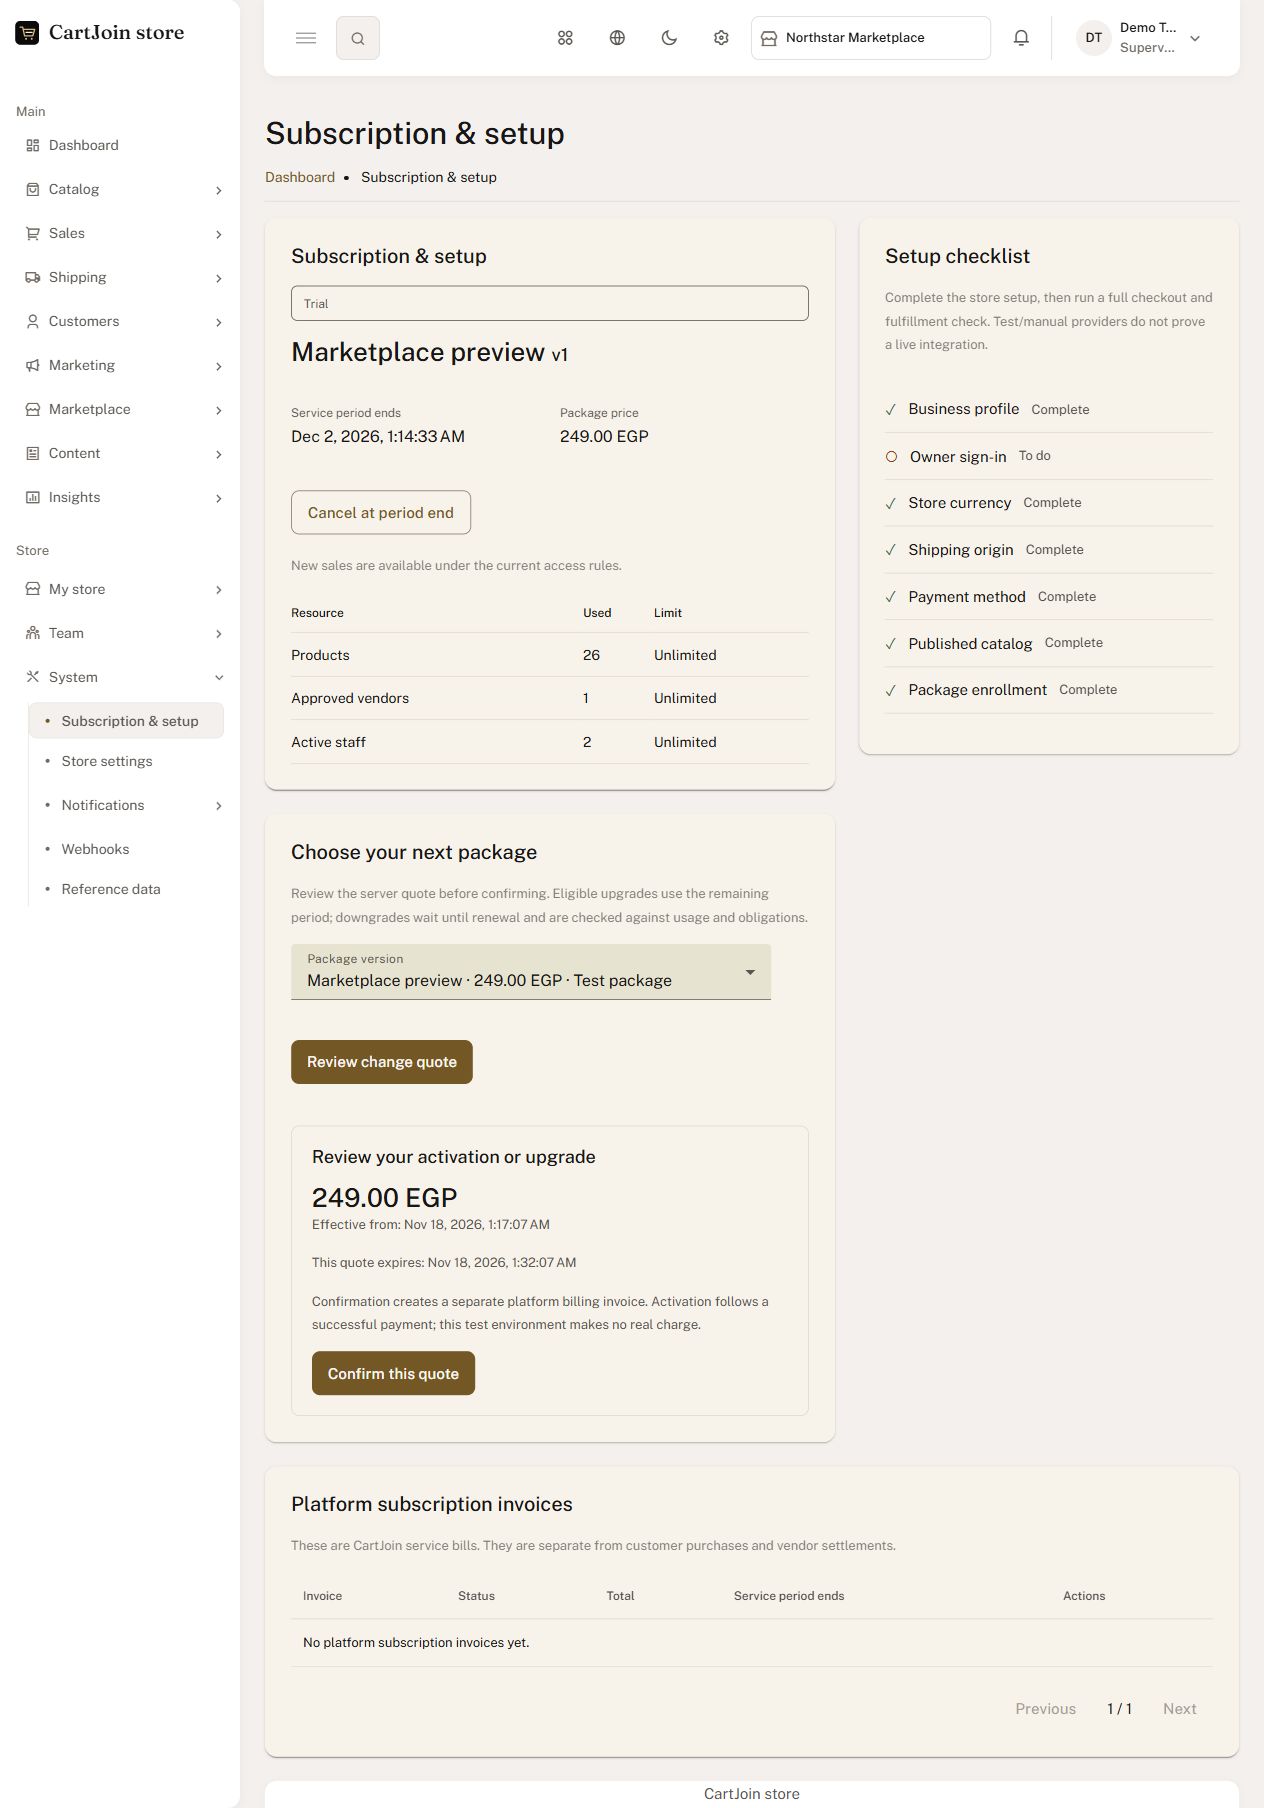 CartJoin store
Main
Dashboard
Catalog
Sales
Shipping
Customers
Marketing
Marketplace
Content
Insights
Store
My store
Team
System
Subscription & setup
Store settings
Notifications
Webhooks
Reference data
Northstar Marketplace
DT
Demo T...
Superv...
Subscription & setup
Dashboard • Subscription & setup
Subscription & setup
Trial
Marketplace preview v1
Service period ends
Dec 2, 2026, 1:14:33 AM
Package price
249.00 EGP
Cancel at period end
New sales are available under the current access rules.
Resource Used Limit
Products 26 Unlimited
Approved vendors 1 Unlimited
Active staff 2 Unlimited
Setup checklist
Complete the store setup, then run a full checkout and
fulfillment check. Test/manual providers do not prove
a live integration.
Business profile Complete
Owner sign-in To do
Store currency Complete
Shipping origin Complete
Payment method Complete
Published catalog Complete
Package enrollment Complete
Choose your next package
Review the server quote before confirming. Eligible upgrades use the remaining
period; downgrades wait until renewal and are checked against usage and obligations.
Package version
Marketplace preview · 249.00 EGP · Test package
Review change quote
Review your activation or upgrade
249.00 EGP
Effective from: Nov 18, 2026, 1:17:07 AM
This quote expires: Nov 18, 2026, 1:32:07 AM
Confirmation creates a separate platform billing invoice. Activation follows a
successful payment; this test environment makes no real charge.
Confirm this quote
Platform subscription invoices
These are CartJoin service bills. They are separate from customer purchases and vendor settlements.
Invoice Status Total Service period ends Actions
No platform subscription invoices yet.
Previous 1 / 1 Next
CartJoin store